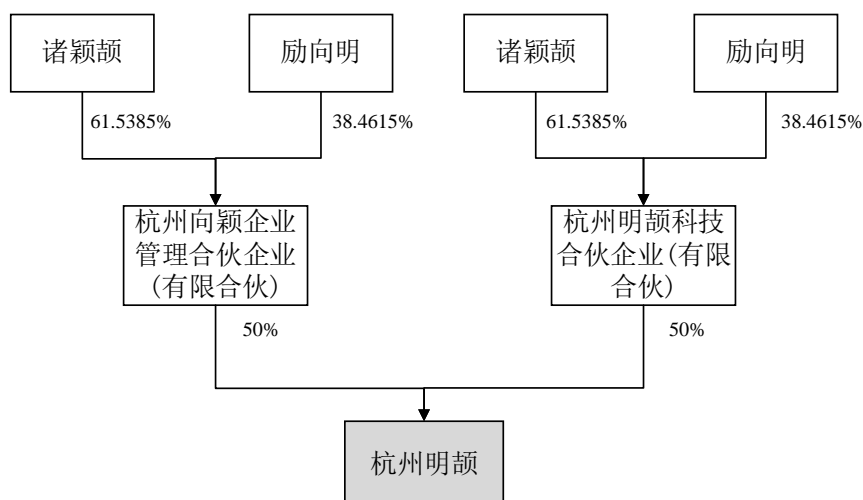 诸颖颉
励向明
诸颖颉
励向明
61.5385%
38.4615%
61.5385%
38.4615%
杭州向颖企业
管理合伙企业
(有限合伙)
杭州明颉科技
合伙企业(有限
合伙)
50%
50%
杭州明颉